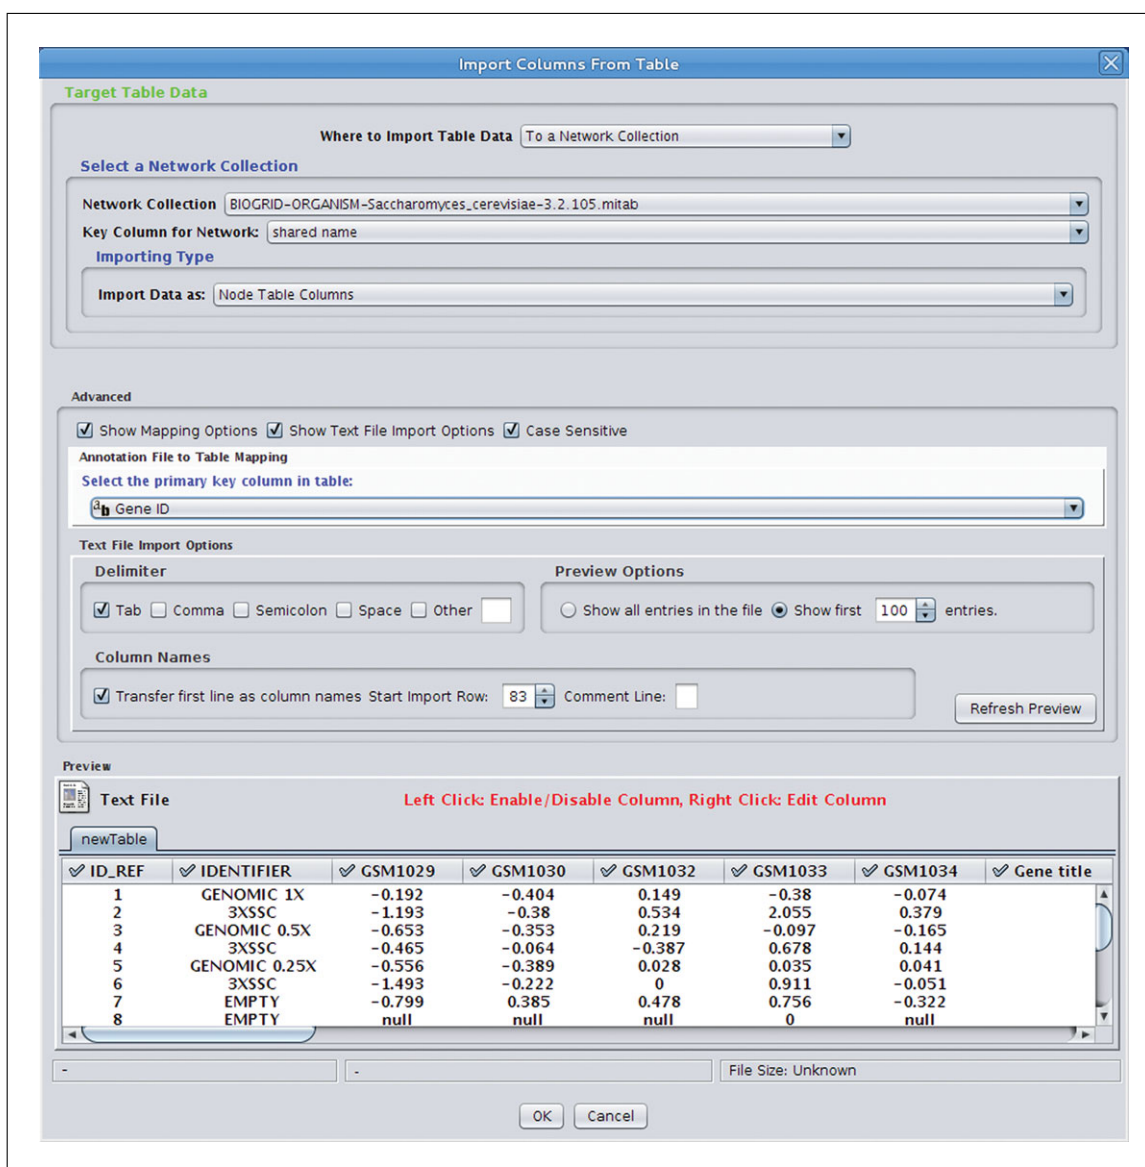 Import Columns From Table
Target Table Data
Where to Import Table Data To a Network Collection
Select a Network Collection
Network Collection BIOGRID-ORGANISM-Saccharomyces_cerevisiae-3.2.105.mitab
Key Column for Network: shared name
Importing Type
Import Data as: Node Table Columns
Advanced
Show Mapping Options Show Text File Import Options Case Sensitive
Annotation File to Table Mapping
Select the primary key column in table:
ab Gene ID
Text File Import Options
Delimiter Preview Options
Tab Comma Semicolon Space Other Show all entries in the file Show first 100 entries.
Column Names
Transfer first line as column names Start Import Row: 83 Comment Line:
Refresh Preview
Preview
Text File Left Click: Enable/Disable Column, Right Click: Edit Column
newTable
ID_REF IDENTIFIER GSM1029 GSM1030 GSM1032 GSM1033 GSM1034 Gene title
1 GENOMIC 1X -0.192 -0.404 0.149 -0.38 -0.074
2 3XSSC -1.193 -0.38 0.534 2.055 0.379
3 GENOMIC 0.5X -0.653 -0.353 0.219 -0.097 -0.165
4 3XSSC -0.465 -0.064 -0.387 0.678 0.144
5 GENOMIC 0.25X -0.556 -0.389 0.028 0.035 0.041
6 3XSSC -1.493 -0.222 0 0.911 -0.051
7 EMPTY -0.799 0.385 0.478 0.756 -0.322
8 EMPTY null null null 0 null
- - File Size: Unknown
OK Cancel